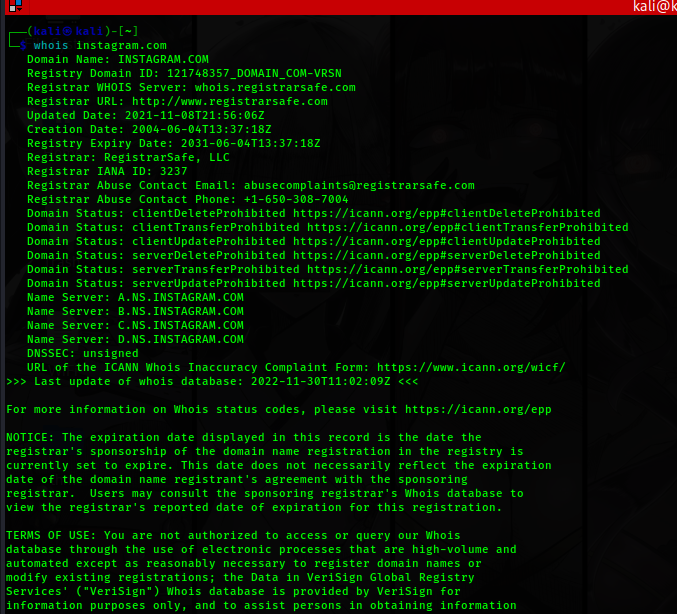 kali@k
┌──(kali㉿kali)-[~]
└─$ whois instagram.com
Domain Name: INSTAGRAM.COM
Registry Domain ID: 121748357_DOMAIN_COM-VRSN
Registrar WHOIS Server: whois.registrarsafe.com
Registrar URL: http://www.registrarsafe.com
Updated Date: 2021-11-08T21:56:06Z
Creation Date: 2004-06-04T13:37:18Z
Registry Expiry Date: 2031-06-04T13:37:18Z
Registrar: RegistrarSafe, LLC
Registrar IANA ID: 3237
Registrar Abuse Contact Email: abusecomplaints@registrarsafe.com
Registrar Abuse Contact Phone: +1-650-308-7004
Domain Status: clientDeleteProhibited https://icann.org/epp#clientDeleteProhibited
Domain Status: clientTransferProhibited https://icann.org/epp#clientTransferProhibited
Domain Status: clientUpdateProhibited https://icann.org/epp#clientUpdateProhibited
Domain Status: serverDeleteProhibited https://icann.org/epp#serverDeleteProhibited
Domain Status: serverTransferProhibited https://icann.org/epp#serverTransferProhibited
Domain Status: serverUpdateProhibited https://icann.org/epp#serverUpdateProhibited
Name Server: A.NS.INSTAGRAM.COM
Name Server: B.NS.INSTAGRAM.COM
Name Server: C.NS.INSTAGRAM.COM
Name Server: D.NS.INSTAGRAM.COM
DNSSEC: unsigned
URL of the ICANN Whois Inaccuracy Complaint Form: https://www.icann.org/wicf/
>>> Last update of whois database: 2022-11-30T11:02:09Z <<<
For more information on Whois status codes, please visit https://icann.org/epp
NOTICE: The expiration date displayed in this record is the date the
registrar's sponsorship of the domain name registration in the registry is
currently set to expire. This date does not necessarily reflect the expiration
date of the domain name registrant's agreement with the sponsoring
registrar.  Users may consult the sponsoring registrar's Whois database to
view the registrar's reported date of expiration for this registration.
TERMS OF USE: You are not authorized to access or query our Whois
database through the use of electronic processes that are high-volume and
automated except as reasonably necessary to register domain names or
modify existing registrations; the Data in VeriSign Global Registry
Services' ("VeriSign") Whois database is provided by VeriSign for
information purposes only, and to assist persons in obtaining information